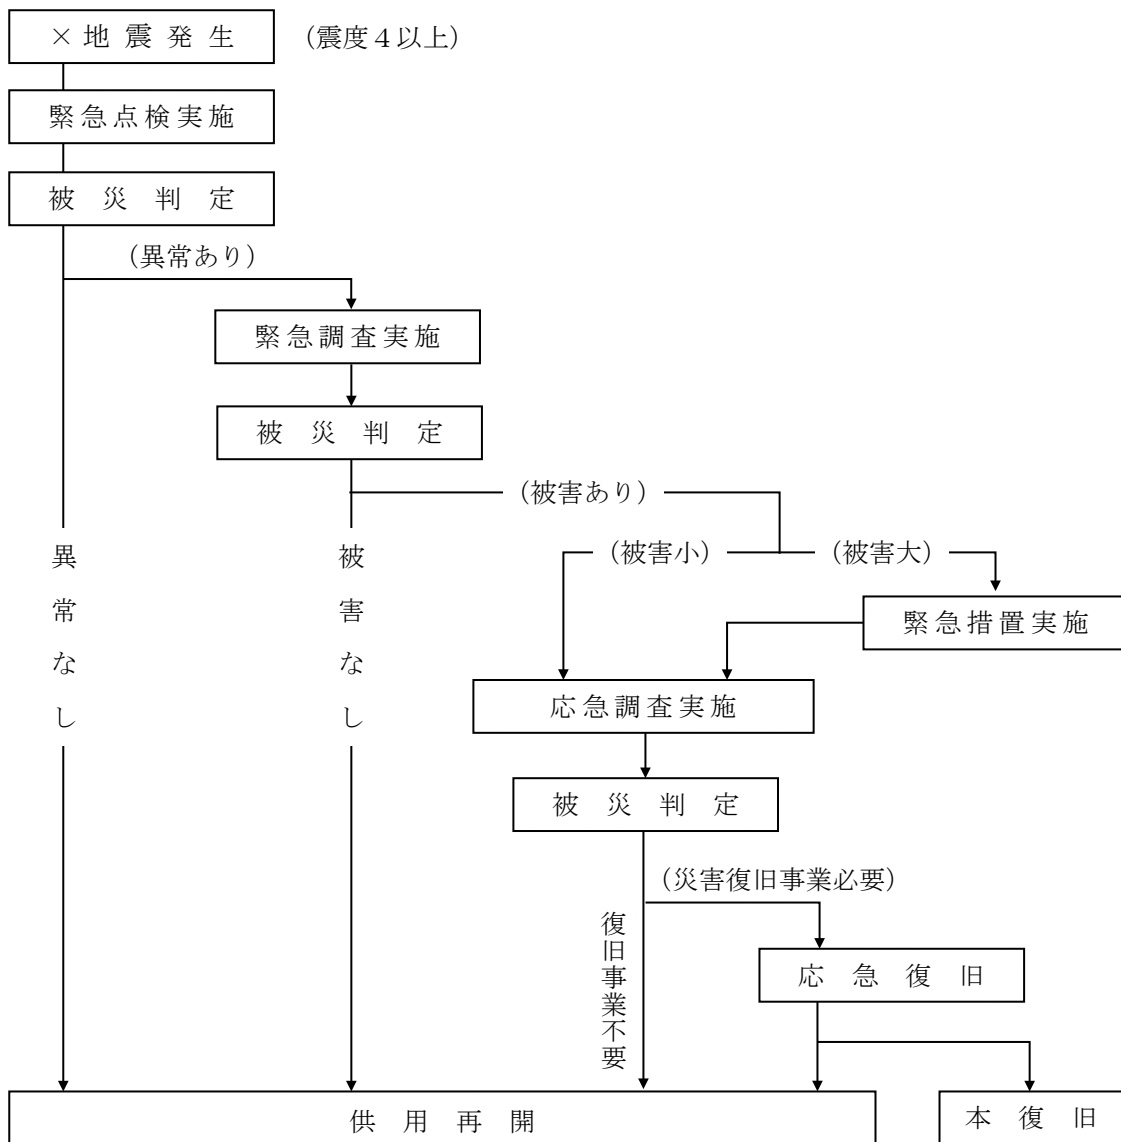 ×地震発生 (震度4以上)
緊急点検実施
被災判定
(異常あり)
緊急調査実施
被災判定
(被害あり)
(被害小) (被害大)
異常なし
被害なし
緊急措置実施
応急調査実施
被災判定
(災害復旧事業必要)
復旧事業不要
応急復旧
供用再開
本復旧